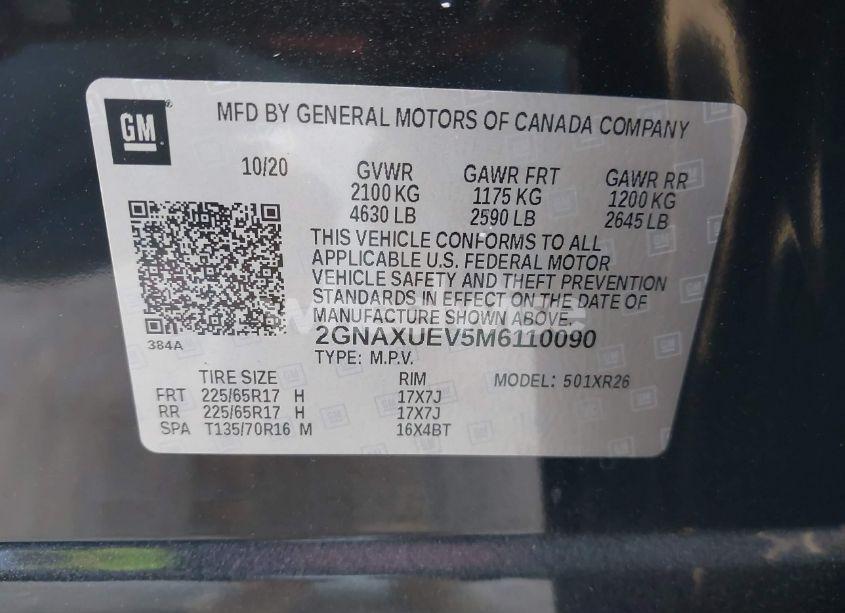 GM
MFD BY GENERAL MOTORS OF CANADA COMPANY
10/20
GVWR GAWR FRT GAWR RR
2100 KG 1175 KG 1200 KG
4630 LB 2590 LB 2645 LB
THIS VEHICLE CONFORMS TO ALL
APPLICABLE U.S. FEDERAL MOTOR
VEHICLE SAFETY AND THEFT PREVENTION
STANDARDS IN EFFECT ON THE DATE OF
MANUFACTURE SHOWN ABOVE.
384A
2GNAXUEV5M6110090
TYPE: M.P.V.
TIRE SIZE RIM MODEL: 501XR26
FRT 225/65R17 H 17X7J
RR 225/65R17 H 17X7J
SPA T135/70R16 M 16X4BT